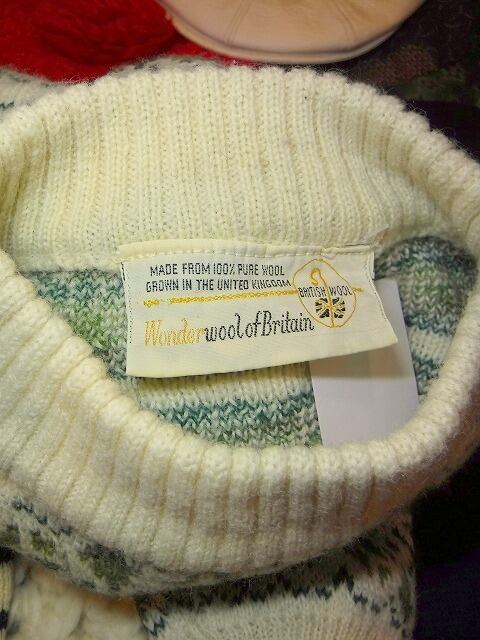 MADE FROM 100% PURE WOOL
GROWN IN THE UNITED KINGDOM
BRITISH WOOL
Wonderwool of Britain